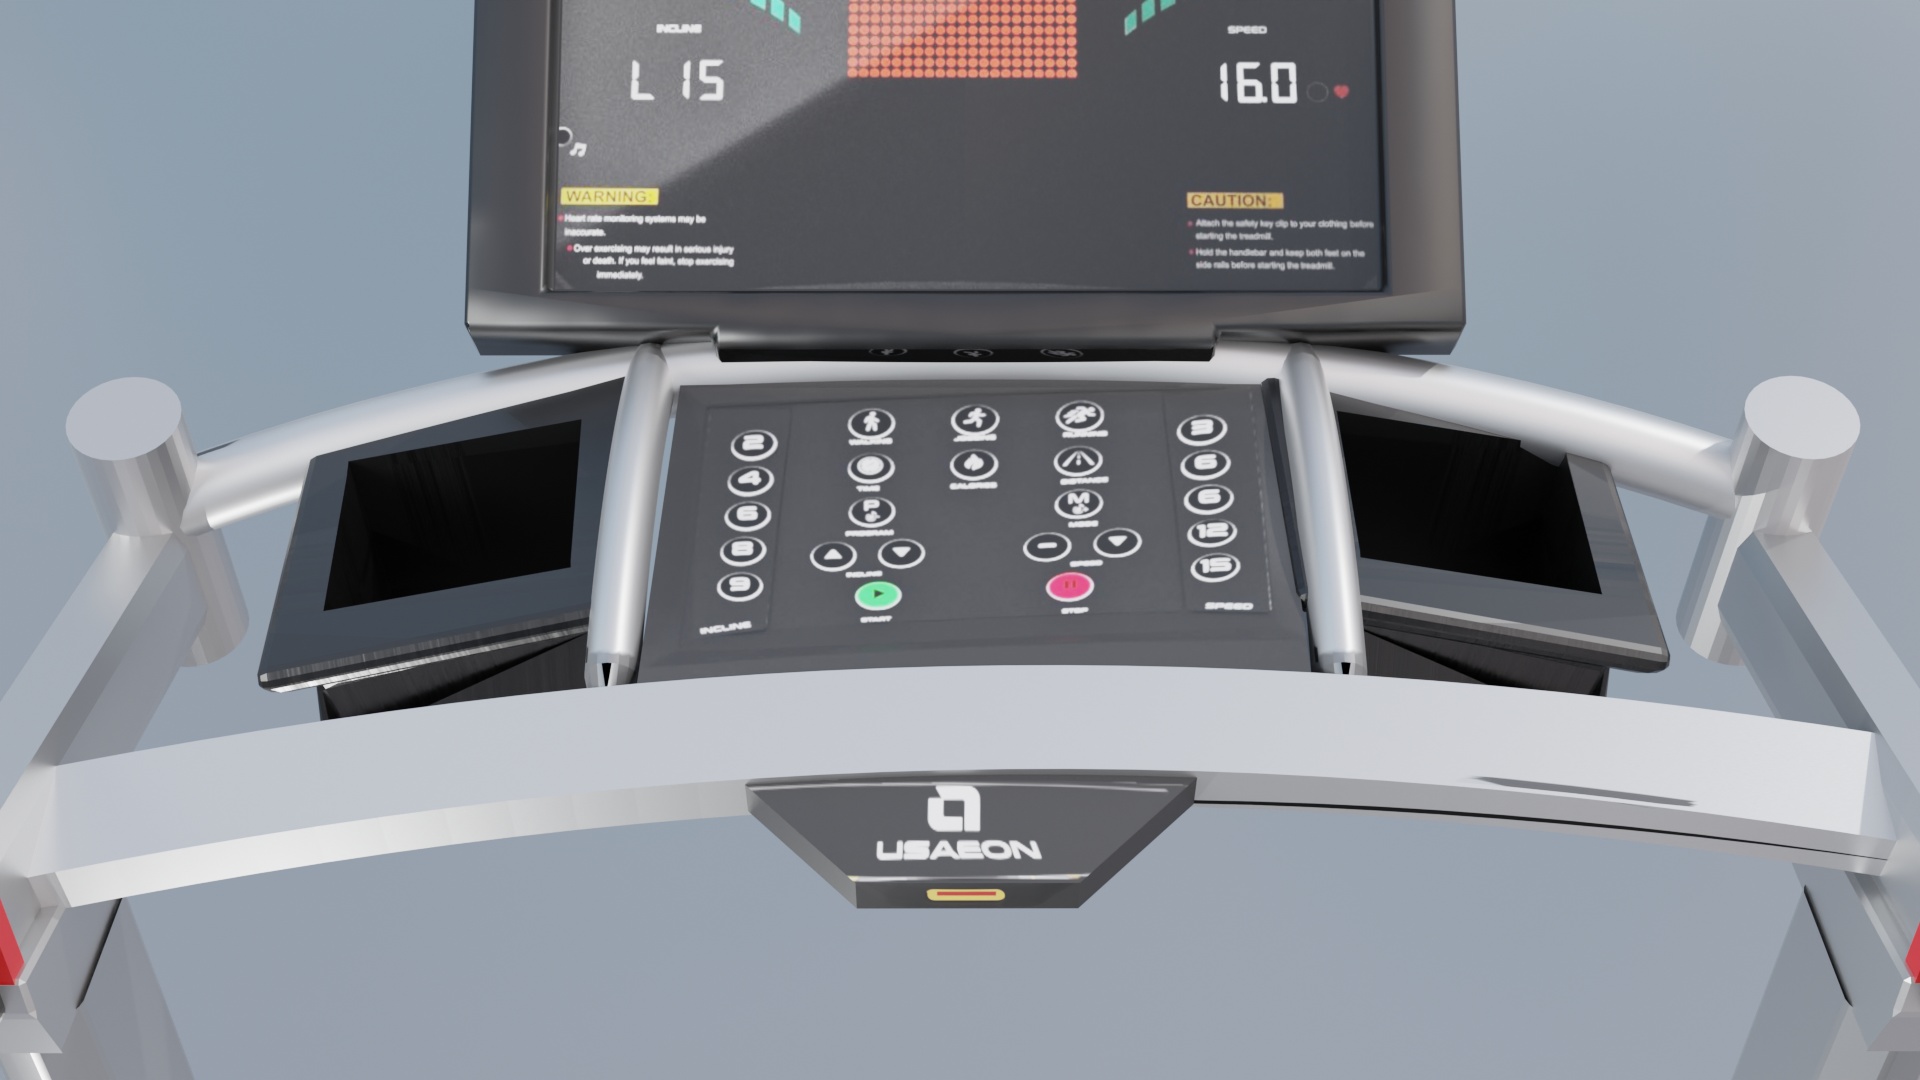 INCLINE
SPEED
L 15
16.0
WARNING:
Heart rate monitoring systems may be
inaccurate.
Over exercising may result in serious injury
or death. If you feel faint, stop exercising
immediately.
CAUTION:
Attach the safety key clip to your clothing before
starting the treadmill.
Hold the handlebar and keep both feet on the
side rails before starting the treadmill.
2
WALKING
JOGGING
RUNNING
3
4
TIME
CALORIES
DISTANCE
6
6
P
PROGRAM
M
MODE
6
8
INCLINE
SPEED
12
9
START
STOP
15
INCLINE
SPEED
USAEON